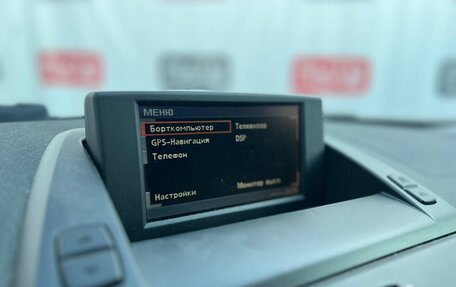 МЕНЮ
Борткомпьютер
Телевизор
GPS-Навигация
DSP
Телефон
Настройки
Монитор выкл